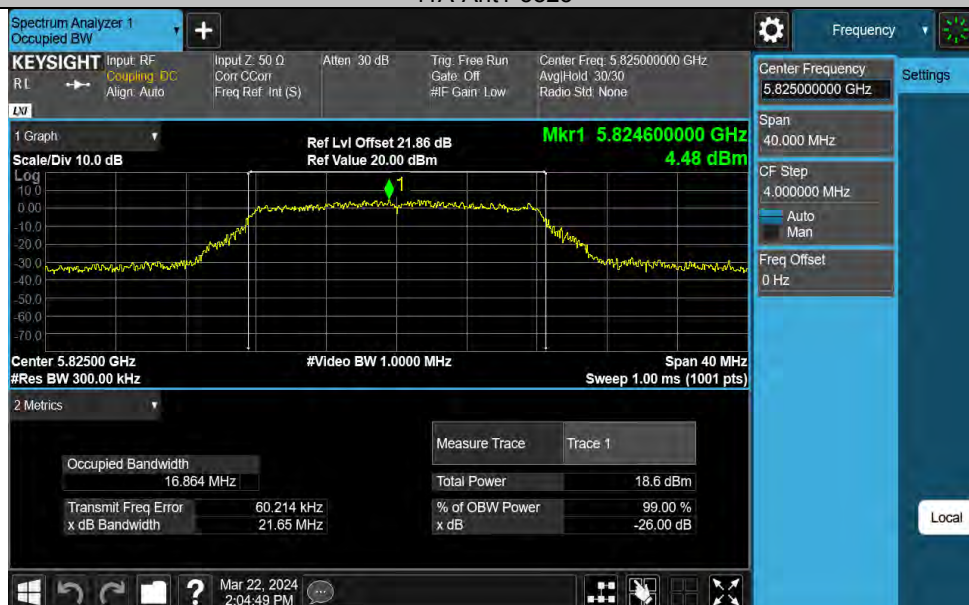 Spectrum Analyzer 1
Occupied BW
+
Frequency
KEYSIGHT
RL
LXI
Input: RF
Coupling: DC
Align: Auto
Input Z: 50 Ω
Corr CCorr
Freq Ref: Int (S)
Atten: 30 dB
Trig: Free Run
Gate: Off
#IF Gain: Low
Center Freq: 5.825000000 GHz
Avg|Hold: 30/30
Radio Std: None
Center Frequency
5.825000000 GHz
Settings
Span
40.000 MHz
CF Step
4.000000 MHz
Auto
Man
Freq Offset
0 Hz
Local
1 Graph
Scale/Div 10.0 dB
Ref Lvl Offset 21.86 dB
Ref Value 20.00 dBm
Mkr1 5.824600000 GHz
4.48 dBm
Log
10.0
0.00
-10.0
-20.0
-30.0
-40.0
-50.0
-60.0
-70.0
1
Center 5.82500 GHz
#Video BW 1.0000 MHz
Span 40 MHz
#Res BW 300.00 kHz
Sweep 1.00 ms (1001 pts)
2 Metrics
Measure Trace Trace 1
Occupied Bandwidth
16.864 MHz
Total Power 18.6 dBm
Transmit Freq Error 60.214 kHz
% of OBW Power 99.00 %
x dB Bandwidth 21.65 MHz
x dB -26.00 dB
?
Mar 22, 2024
2:04:49 PM